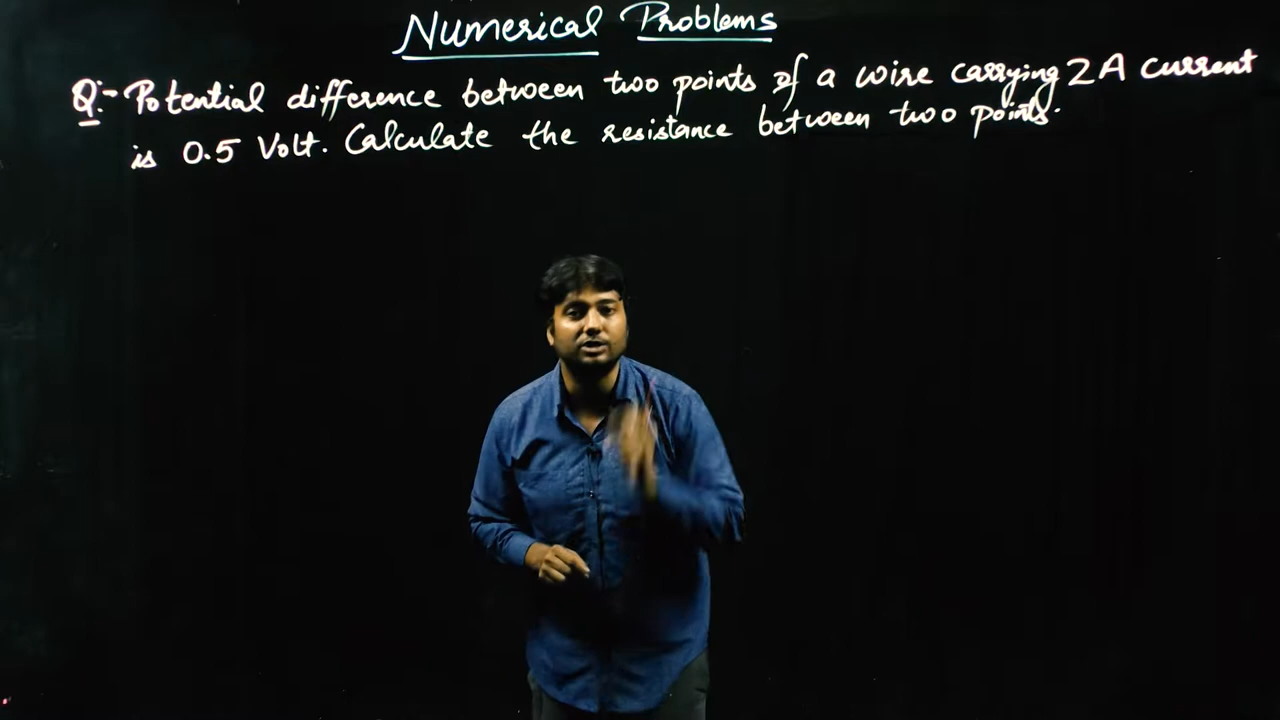 Numerical Problems
Q:- Potential difference between two points of a wire carrying 2A current
is 0.5 Volt. Calculate the resistance between two points.